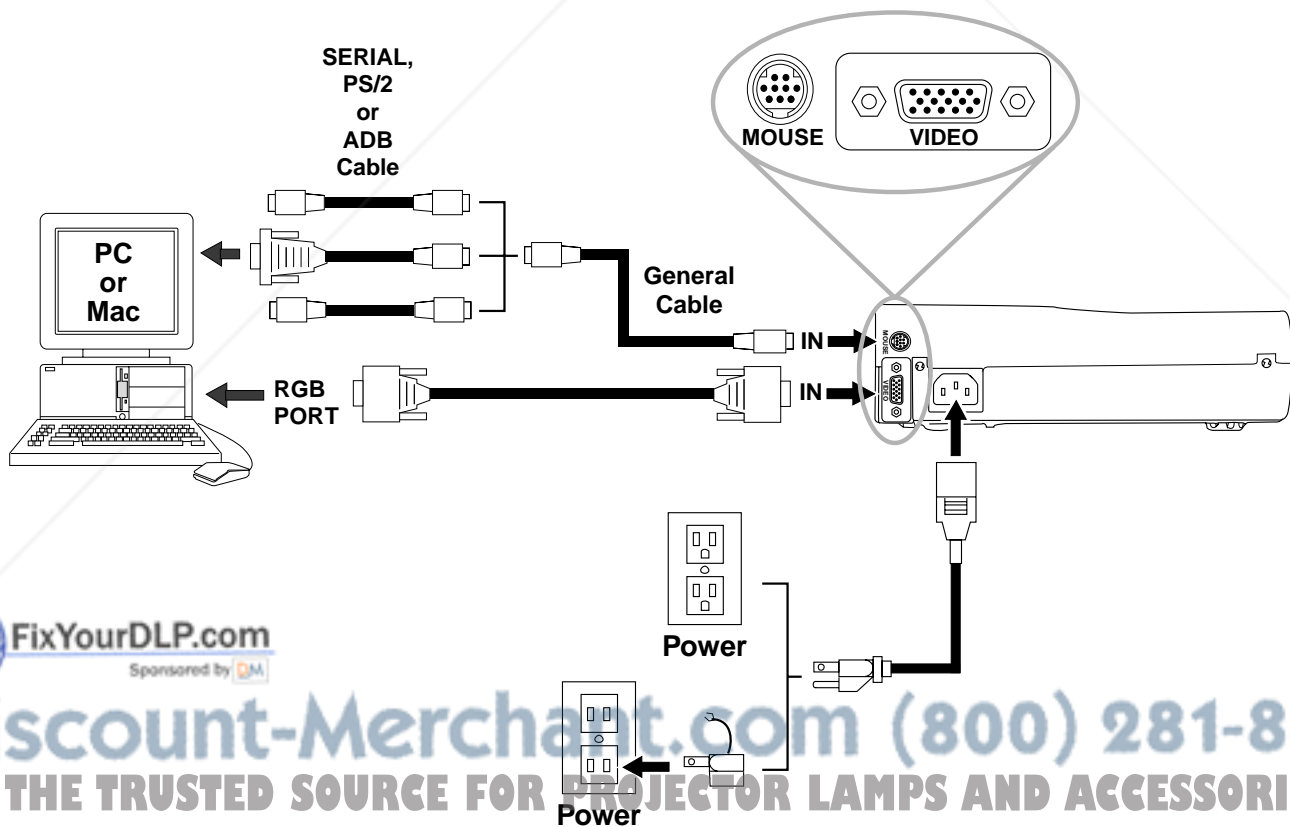 SERIAL,
PS/2
or
ADB
Cable
MOUSE
VIDEO
PC
or
Mac
General
Cable
IN
MOUSE
VIDEO
RGB
PORT
IN
Power
FixYourDLP.com
Sponsored by DM
scount-Merchant.com (800) 281-8
THE TRUSTED SOURCE FOR PROJECTOR LAMPS AND ACCESSORI
Power